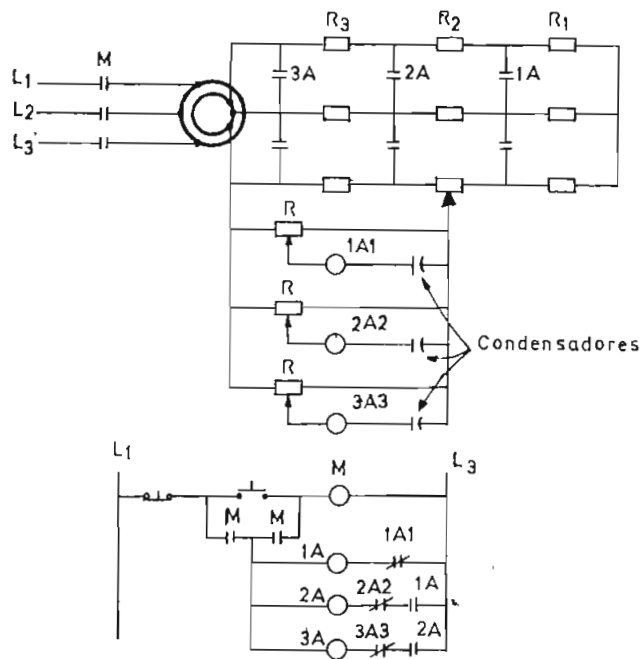 R3 R2 R1
L1 M 3A 2A 1A
L2
L3
R
1A1
R
2A2
Condensadores
R
3A3
L1 M L3
M M
1A 1A1
2A 2A2 1A
3A 3A3 2A